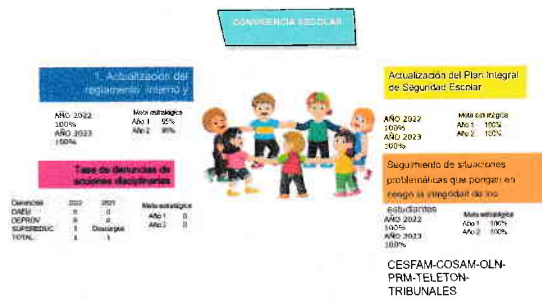 CONVIVENCIA ESCOLAR
1. Actualización del
reglamento interno y
AÑO 2022
100%
AÑO 2023
100%
Meta estratégica
Año 1 95%
Año 2 95%
Tasa de denuncias de
acciones disciplinarias
Denuncias 2022 2021
DAEM 0 0
DEPROV 0 0
SUPEREDUC Descargos
TOTAL 1
Meta estratégica
Año 1 0
Año 2 0
Actualización del Plan Integral
de Seguridad Escolar
AÑO 2022
100%
AÑO 2023
100%
Meta estratégica
Año 1 100%
Año 2 100%
Seguimiento de situaciones
problemáticas que pongan en
riesgo la integridad de los
estudiantes
AÑO 2022
100%
AÑO 2023
100%
Meta estratégica
Año 1 100%
Año 2 100%
CESFAM-COSAM-OLN-
PRM-TELETON-
TRIBUNALES